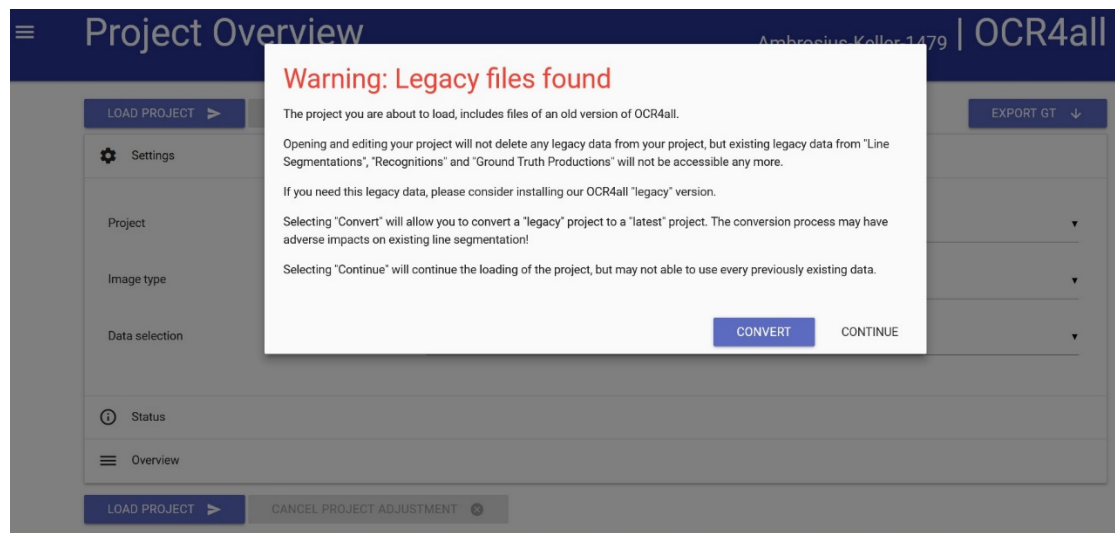 Project Overview
Ambrosius-Keller-1479 | OCR4all
LOAD PROJECT
EXPORT GT
Settings
Project
Image type
Data selection
Warning: Legacy files found
The project you are about to load, includes files of an old version of OCR4all.
Opening and editing your project will not delete any legacy data from your project, but existing legacy data from "Line
Segmentations", "Recognitions" and "Ground Truth Productions" will not be accessible any more.
If you need this legacy data, please consider installing our OCR4all "legacy" version.
Selecting "Convert" will allow you to convert a "legacy" project to a "latest" project. The conversion process may have
adverse impacts on existing line segmentation!
Selecting "Continue" will continue the loading of the project, but may not able to use every previously existing data.
CONVERT CONTINUE
Status
Overview
LOAD PROJECT CANCEL PROJECT ADJUSTMENT